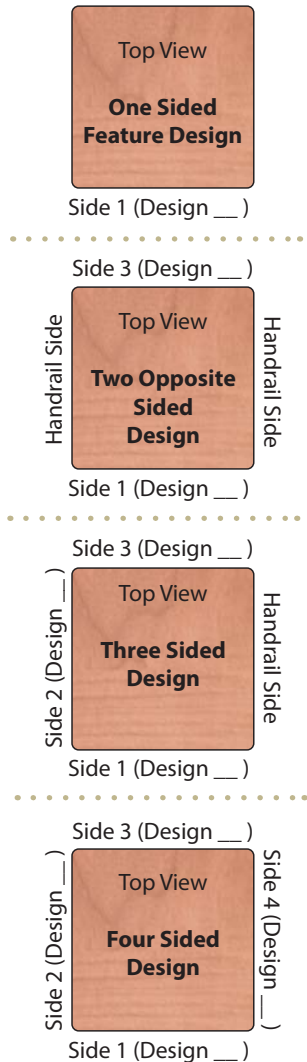 Top View
One Sided
Feature Design
Side 1 (Design __ )
Side 3 (Design __ )
Handrail Side
Top View
Two Opposite
Sided
Design
Handrail Side
Side 1 (Design __ )
Side 3 (Design __ )
Side 2 (Design __ )
Top View
Three Sided
Design
Handrail Side
Side 1 (Design __ )
Side 3 (Design __ )
Side 2 (Design __ )
Top View
Four Sided
Design
Side 4 (Design __ )
Side 1 (Design __ )